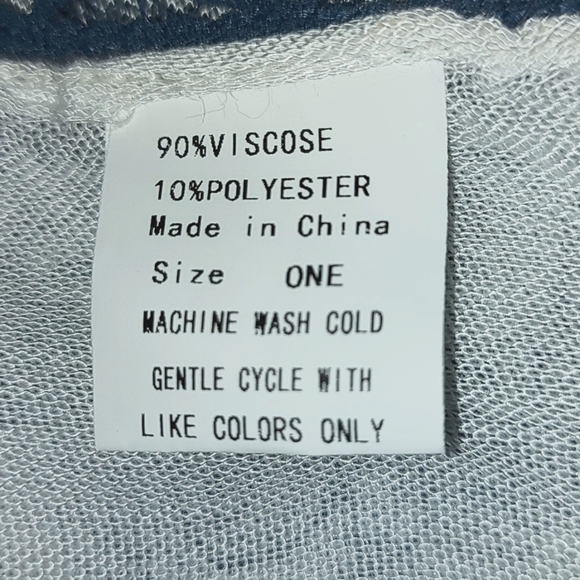 90%VISCOSE
10%POLYESTER
Made in China
Size ONE
MACHINE WASH COLD
GENTLE CYCLE WITH
LIKE COLORS ONLY